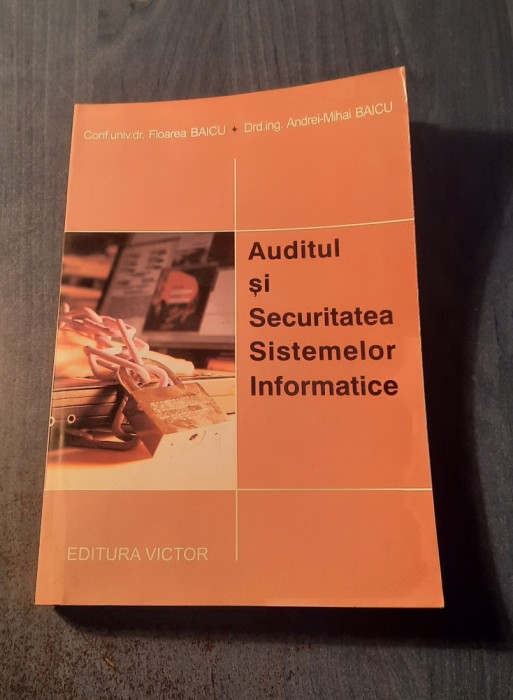 Conf.univ.dr. Floarea BAICU ✦ Drd.ing. Andrei-Mihai BAICU
Auditul
și
Securitatea
Sistemelor
Informatice
EDITURA VICTOR